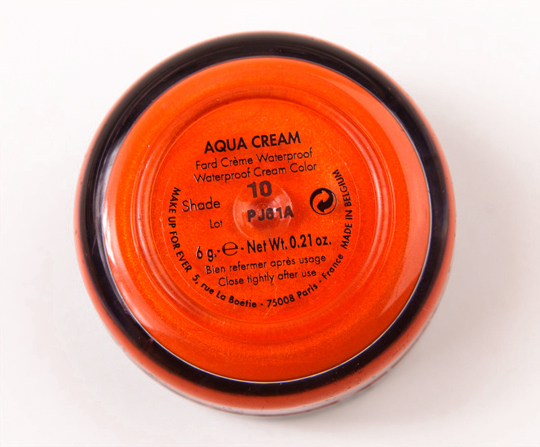 AQUA CREAM
Fard Crème Waterproof
Waterproof Cream Color
Shade 10
Lot PJ61A
6 g.-℮- Net Wt. 0.21 oz.
Bien refermer après usage
Close tightly after use
MAKE UP FOR EVER 5, rue La Boétie - 75008 Paris - France MADE IN BELGIUM